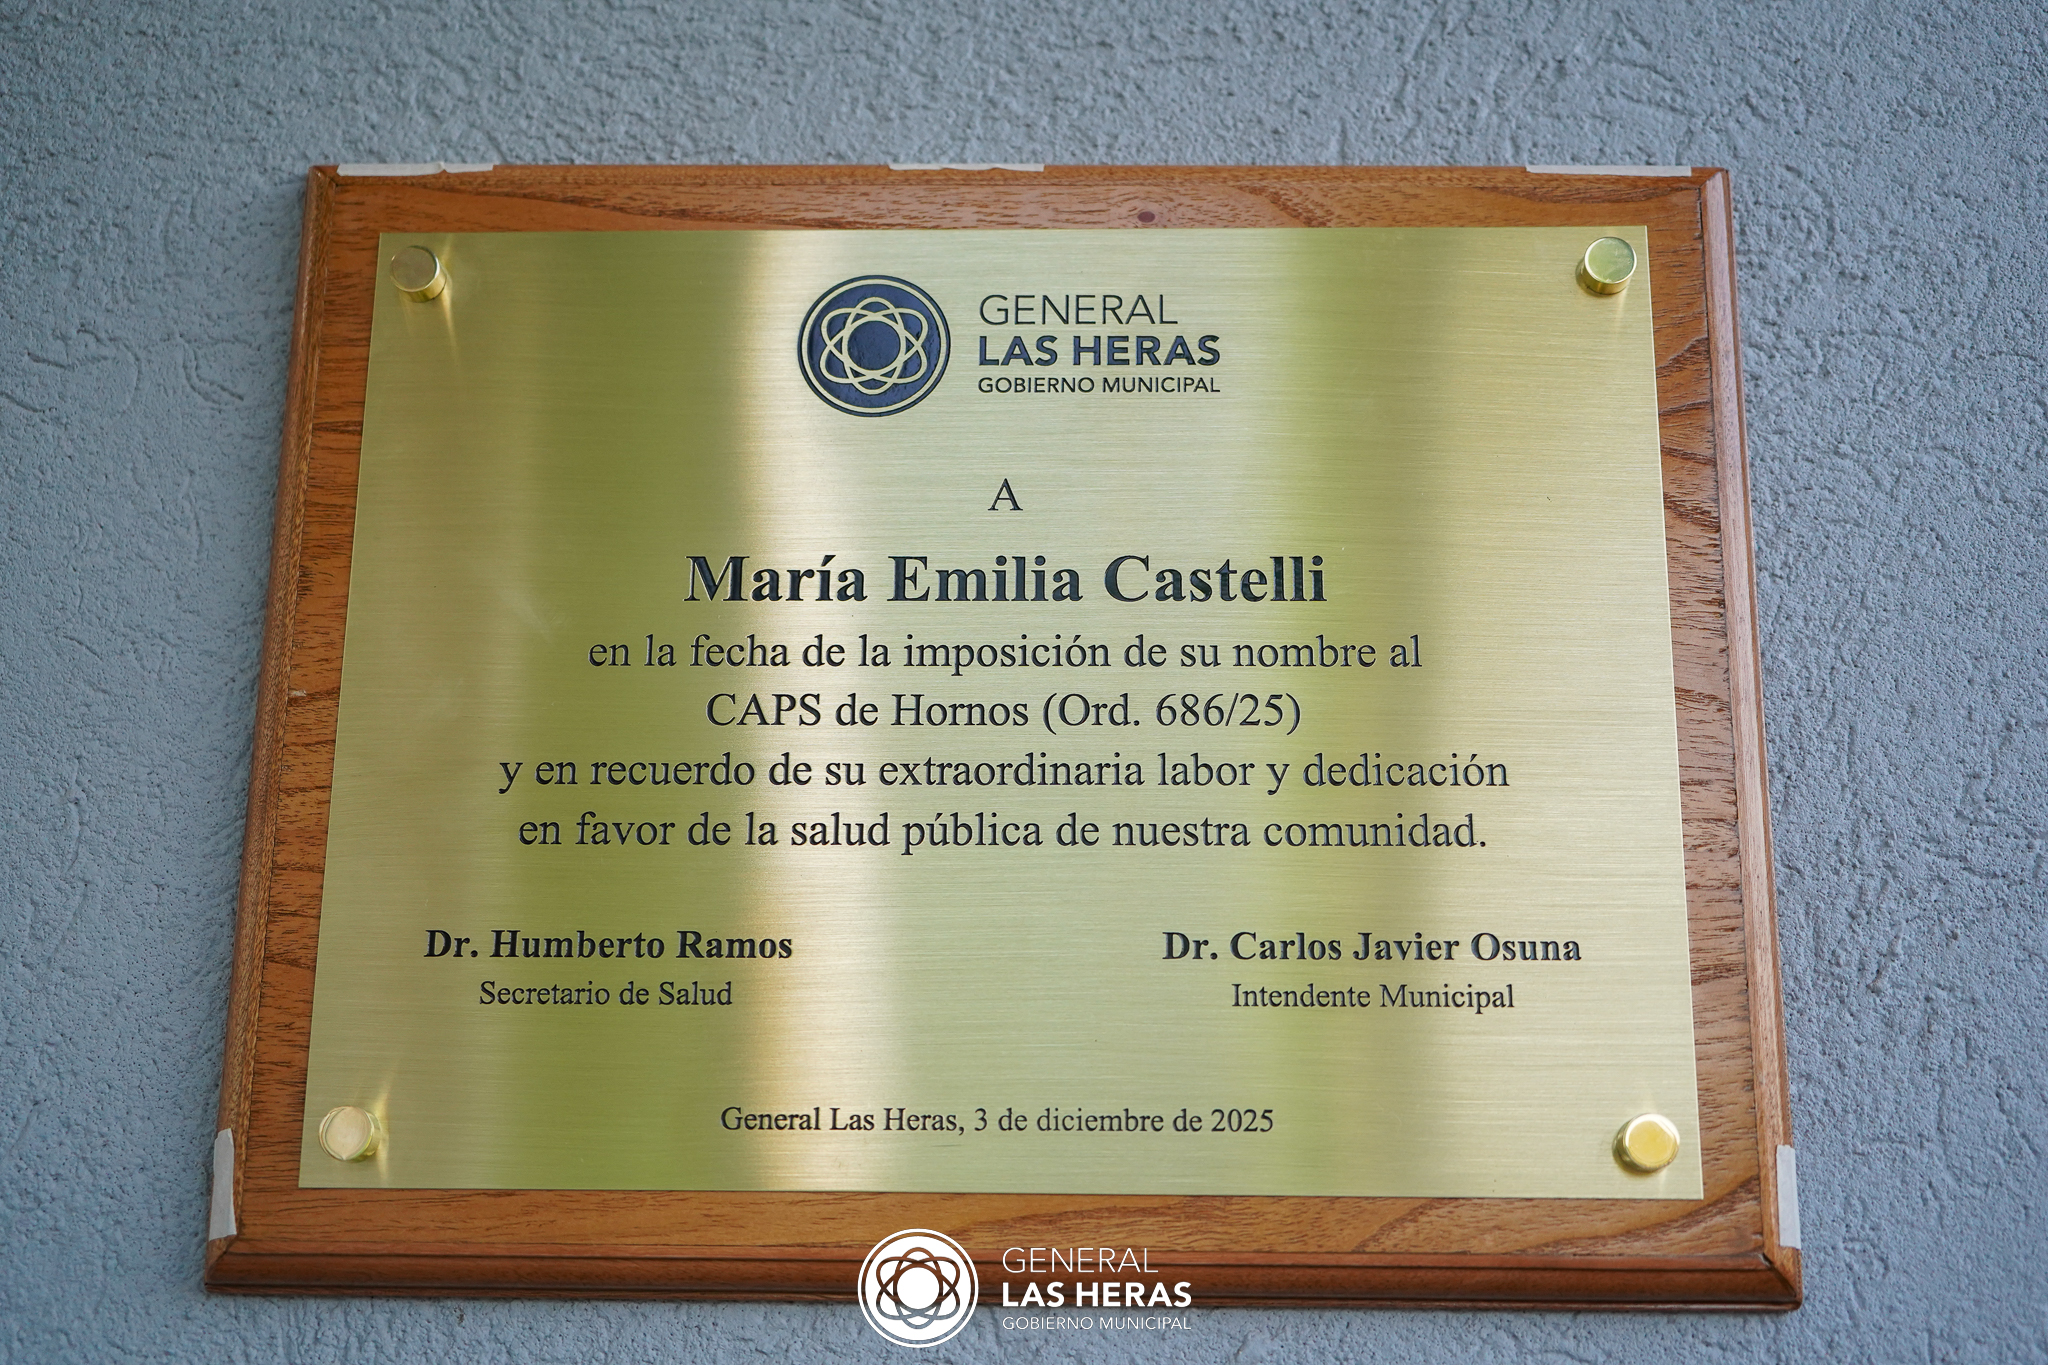 GENERAL
LAS HERAS
GOBIERNO MUNICIPAL
A
María Emilia Castelli
en la fecha de la imposición de su nombre al
CAPS de Hornos (Ord. 686/25)
y en recuerdo de su extraordinaria labor y dedicación
en favor de la salud pública de nuestra comunidad.
Dr. Humberto Ramos
Secretario de Salud
Dr. Carlos Javier Osuna
Intendente Municipal
General Las Heras, 3 de diciembre de 2025
GENERAL
LAS HERAS
GOBIERNO MUNICIPAL